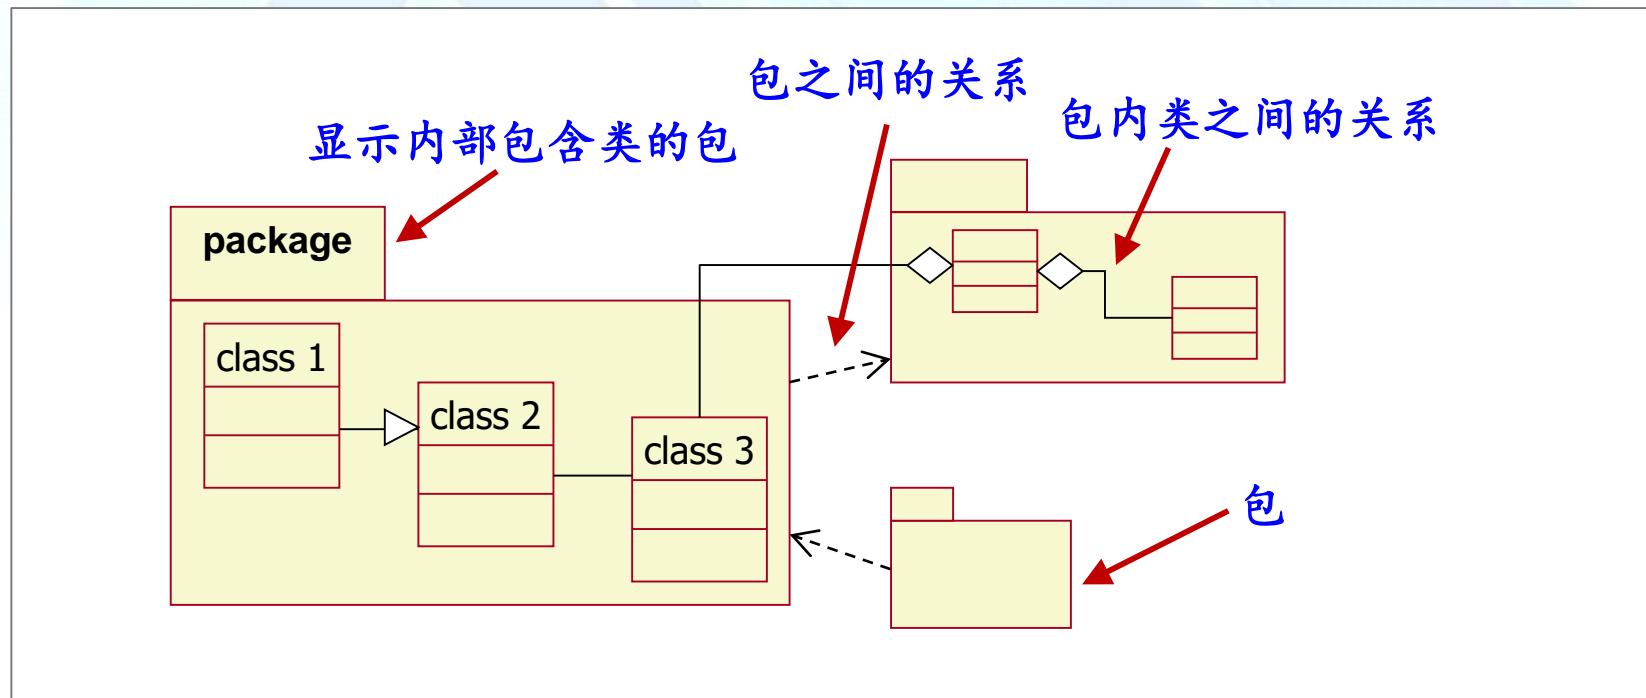 包之间的关系
包内类之间的关系
显示内部包含类的包
package
class 1
class 2
class 3
包